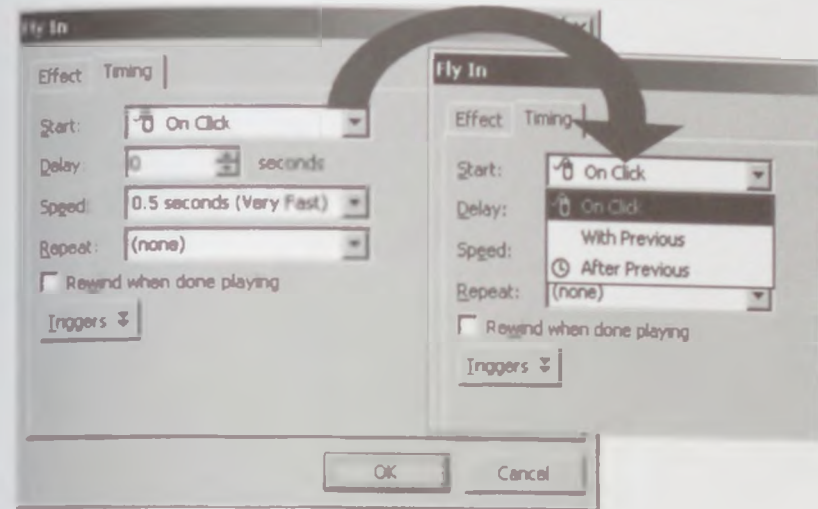 Fly In
Effect Timing
Start: On Click
Delay: 0 seconds
Speed: 0.5 seconds (Very Fast)
Repeat: (none)
Rewind when done playing
Triggers
OK Cancel
Fly In
Effect Timing
Start: On Click
Delay: On Click
With Previous
Speed:
After Previous
Repeat: (none)
Rewind when done playing
Triggers